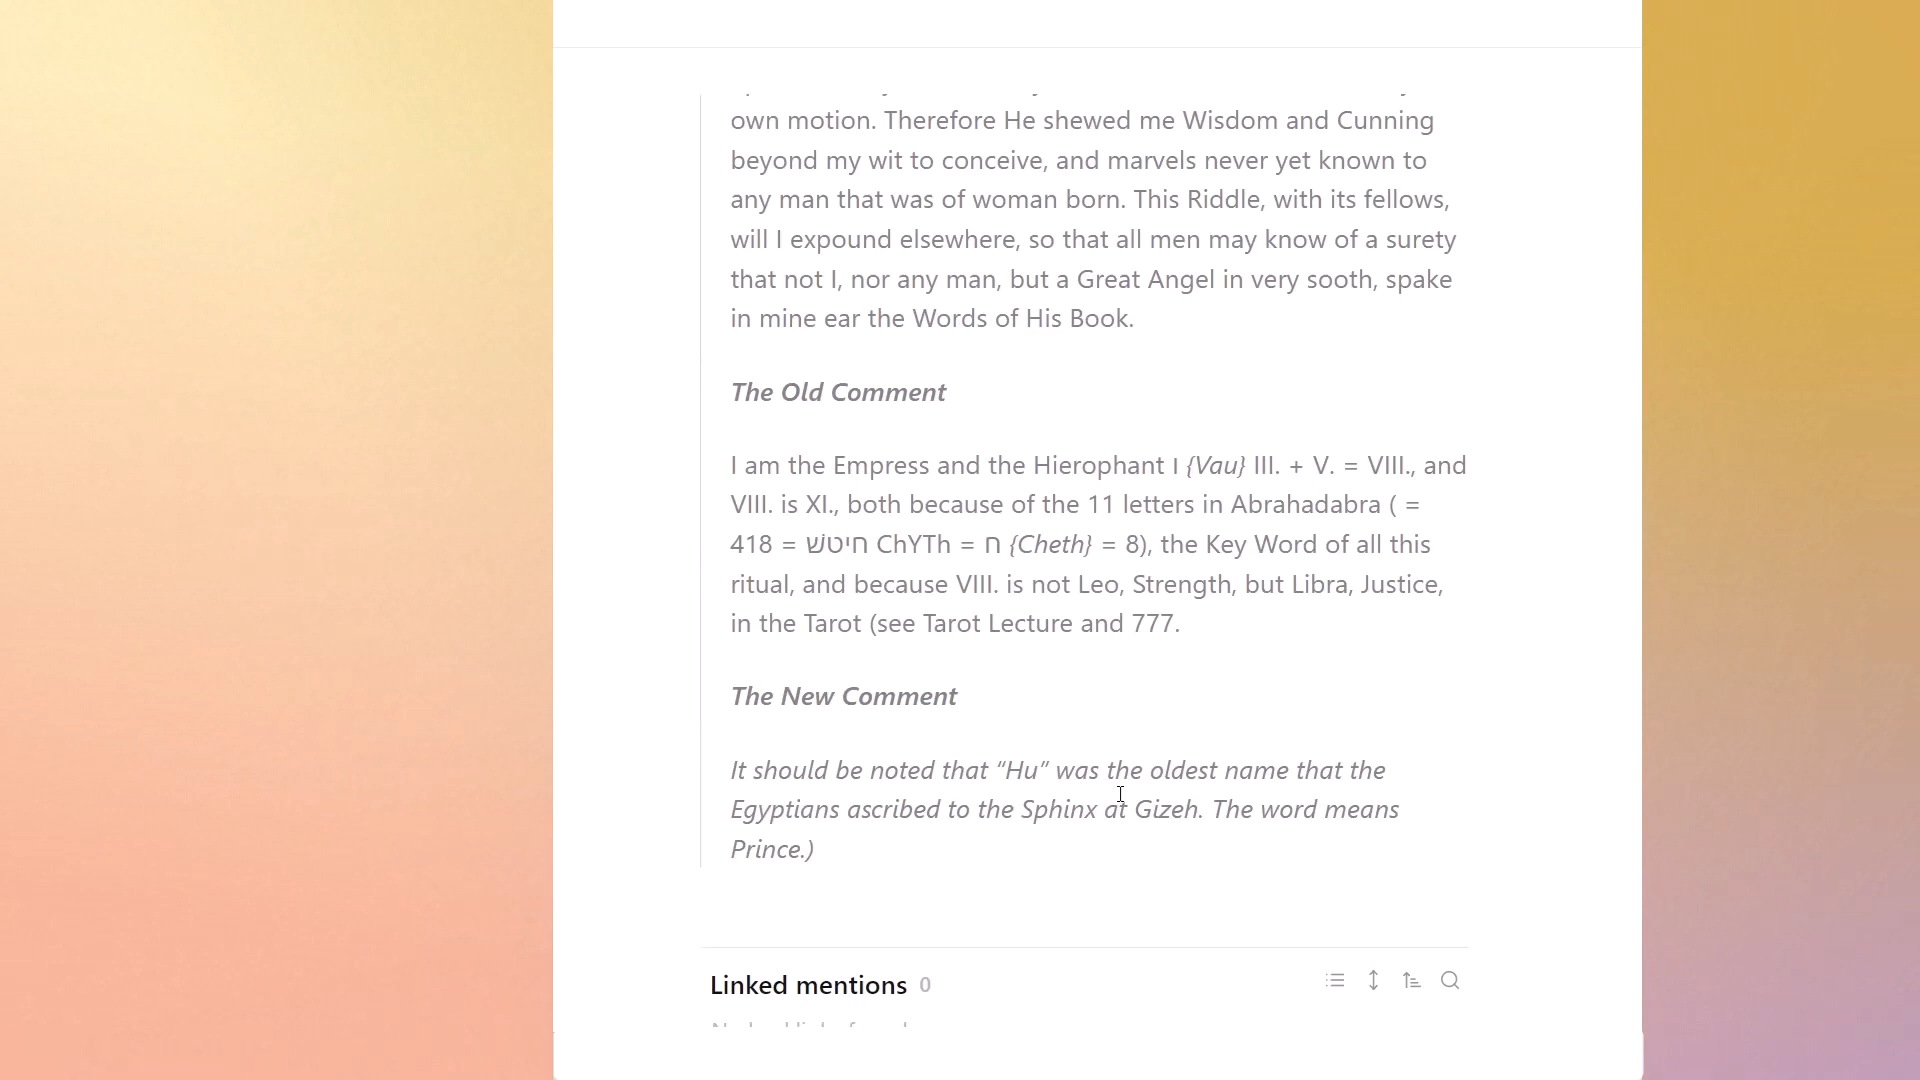 own motion. Therefore He shewed me Wisdom and Cunning
beyond my wit to conceive, and marvels never yet known to
any man that was of woman born. This Riddle, with its fellows,
will I expound elsewhere, so that all men may know of a surety
that not I, nor any man, but a Great Angel in very sooth, spake
in mine ear the Words of His Book.
The Old Comment
I am the Empress and the Hierophant ו {Vau} III. + V. = VIII., and
VIII. is XI., both because of the 11 letters in Abrahadabra ( =
418 = חיטשׁ ChYTh = ח {Cheth} = 8), the Key Word of all this
ritual, and because VIII. is not Leo, Strength, but Libra, Justice,
in the Tarot (see Tarot Lecture and 777.
The New Comment
It should be noted that “Hu” was the oldest name that the
Egyptians ascribed to the Sphinx at Gizeh. The word means
Prince.)
Linked mentions 0